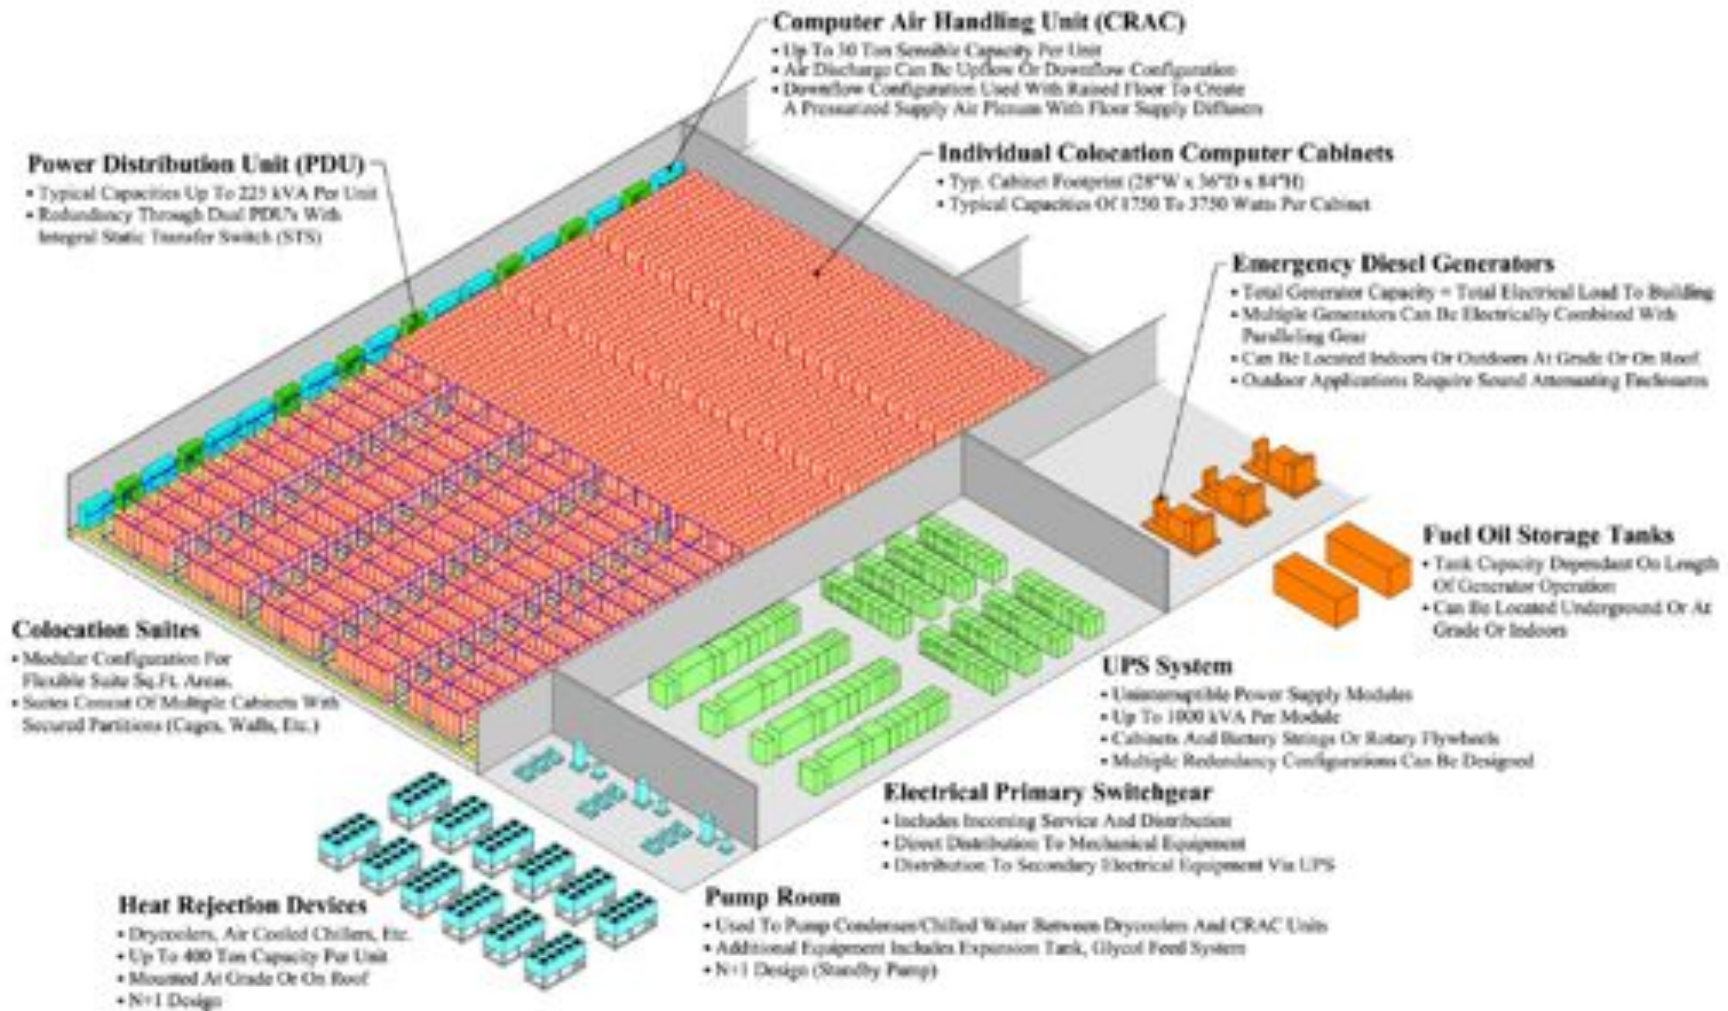 Computer Air Handling Unit (CRAC)
• Up To 30 Ton Sensible Capacity Per Unit
• Air Discharge Can Be Upflow Or Downflow Configuration
• Downflow Configuration Used With Raised Floor To Create
A Pressurized Supply Air Plenum With Floor Supply Diffusers
Power Distribution Unit (PDU)
• Typical Capacities Up To 225 kVA Per Unit
• Redundancy Through Dual PDU's With
Integral Static Transfer Switch (STS)
Individual Colocation Computer Cabinets
• Typ. Cabinet Footprint (28"W x 36"D x 84"H)
• Typical Capacities Of 1750 To 3750 Watts Per Cabinet
Emergency Diesel Generators
• Total Generator Capacity = Total Electrical Load To Building
• Multiple Generators Can Be Electrically Combined With
Paralleling Gear
• Can Be Located Indoors Or Outdoors At Grade Or On Roof.
• Outdoor Applications Require Sound Attenuating Enclosures
Fuel Oil Storage Tanks
• Tank Capacity Dependant On Length
Of Generator Operation
• Can Be Located Underground Or At
Grade Or Indoors
Colocation Suites
• Modular Configuration For
Flexible Suite Sq.Ft. Areas.
• Suites Consist Of Multiple Cabinets With
Secured Partitions (Cages, Walls, Etc.)
UPS System
• Uninterruptible Power Supply Modules
• Up To 1000 kVA Per Module
• Cabinets And Battery Strings Or Rotary Flywheels
• Multiple Redundancy Configurations Can Be Designed
Electrical Primary Switchgear
• Includes Incoming Service And Distribution
• Direct Distribution To Mechanical Equipment
• Distribution To Secondary Electrical Equipment Via UPS
Pump Room
• Used To Pump Condenser/Chilled Water Between Drycoolers And CRAC Units
• Additional Equipment Includes Expansion Tank, Glycol Feed System
• N+1 Design (Standby Pump)
Heat Rejection Devices
• Drycoolers, Air Cooled Chillers, Etc.
• Up To 400 Ton Capacity Per Unit
• Mounted At Grade Or On Roof
• N+1 Design